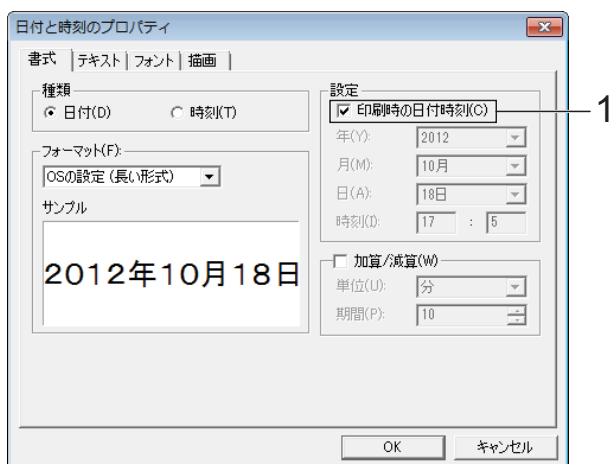 日付と時刻のプロパティ
書式 テキスト フォント 描画
種類
日付(D) 時刻(T)
フォーマット(F):
OSの設定 (長い形式)
サンプル
2012年10月18日
設定
印刷時の日付時刻(C)
1
年(Y): 2012
月(M): 10月
日(A): 18日
時刻(I): 17 : 5
加算/減算(W)
単位(U): 分
期間(P): 10
OK キャンセル